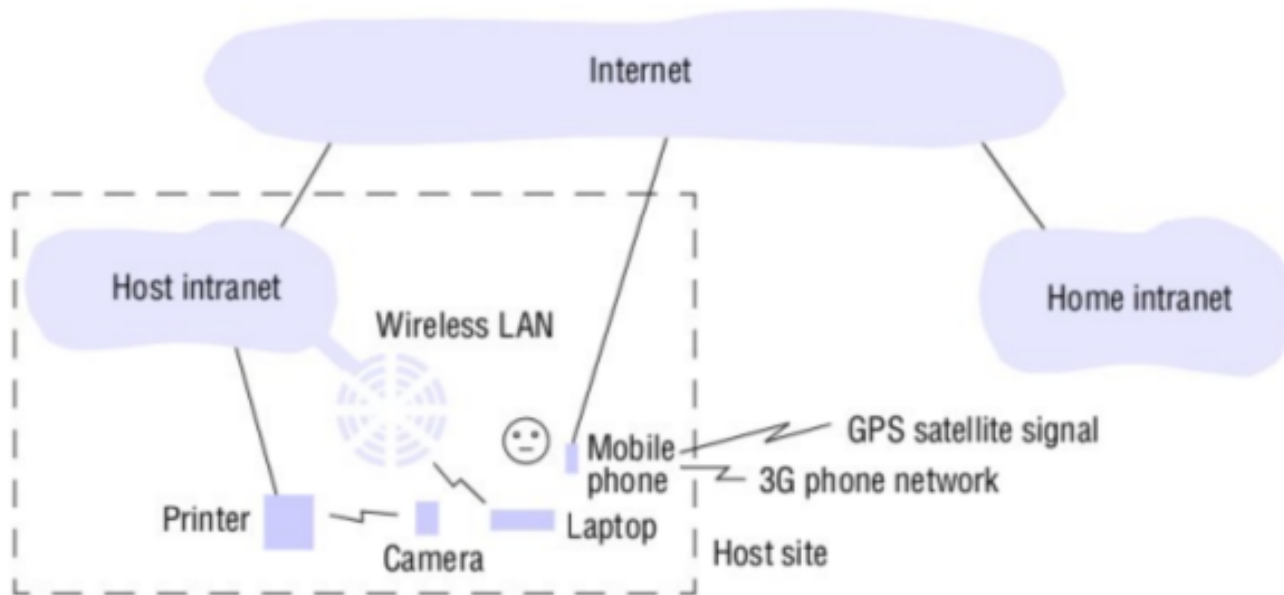 Internet
Host intranet
Wireless LAN
Home intranet
Mobile
phone
GPS satellite signal
3G phone network
Printer
Camera
Laptop
Host site